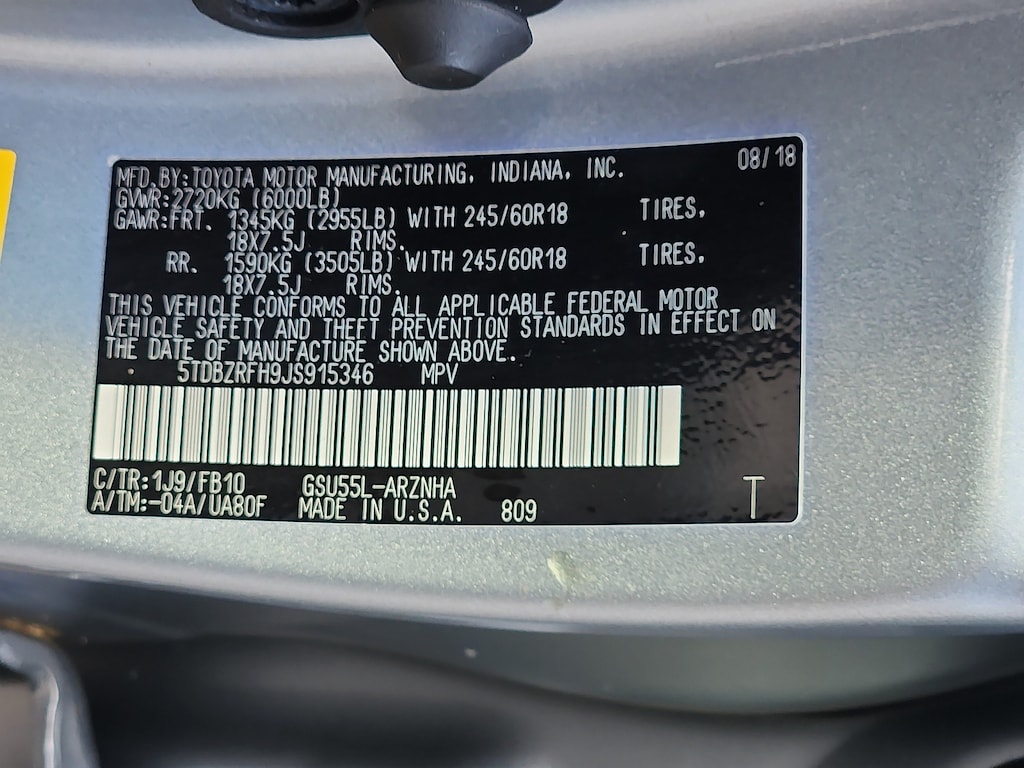 08/18
MFD.BY:TOYOTA MOTOR MANUFACTURING, INDIANA, INC.
GVWR:2720KG (6000LB)
GAWR:FRT. 1345KG (2955LB) WITH 245/60R18 TIRES,
18X7.5J RIMS.
RR. 1590KG (3505LB) WITH 245/60R18 TIRES,
18X7.5J RIMS.
THIS VEHICLE CONFORMS TO ALL APPLICABLE FEDERAL MOTOR
VEHICLE SAFETY AND THEFT PREVENTION STANDARDS IN EFFECT ON
THE DATE OF MANUFACTURE SHOWN ABOVE.
5TDBZRFH9JS915346 MPV
C/TR:1J9/FB10 GSU55L-ARZNHA
A/TM:-04A/UA80F MADE IN U.S.A. 809
T